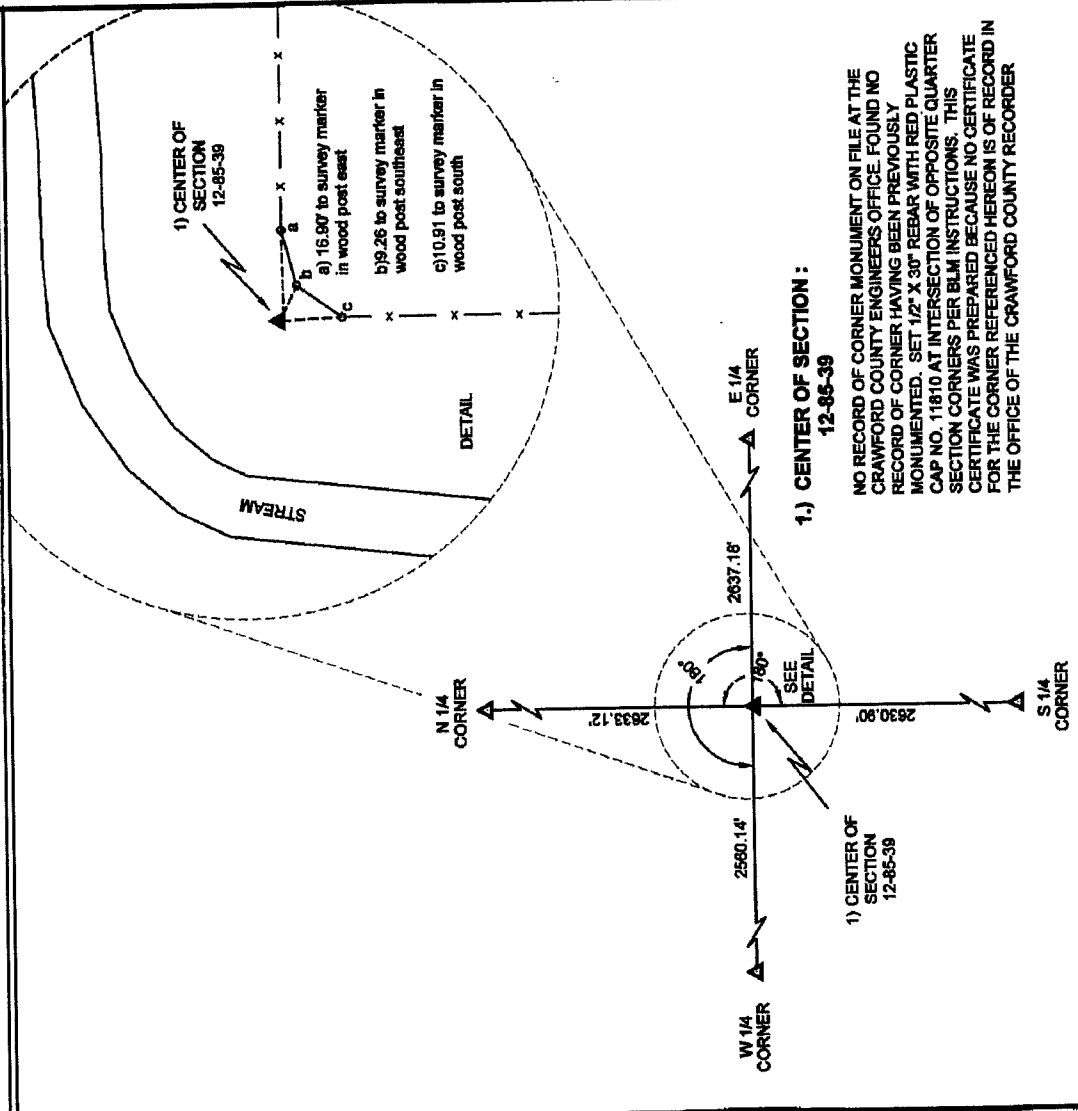 1) CENTER OF
SECTION
12-85-39
a
b
c
a) 16.90' to survey marker
in wood post east
b)9.26 to survey marker in
wood post southeast
c)10.91 to survey marker in
wood post south
x x x
x x x
STREAM
DETAIL
N 1/4
CORNER
2633.12'
W 1/4
CORNER
2560.14'
180°
180°
SEE
DETAIL
2637.18'
E 1/4
CORNER
2630.90'
S 1/4
CORNER
1) CENTER OF
SECTION
12-85-39
1.) CENTER OF SECTION :
12-85-39
NO RECORD OF CORNER MONUMENT ON FILE AT THE
CRAWFORD COUNTY ENGINEERS OFFICE. FOUND NO
RECORD OF CORNER HAVING BEEN PREVIOUSLY
MONUMENTED. SET 1/2" X 30" REBAR WITH RED PLASTIC
CAP NO. 11810 AT INTERSECTION OF OPPOSITE QUARTER
SECTION CORNERS PER BLM INSTRUCTIONS. THIS
CERTIFICATE WAS PREPARED BECAUSE NO CERTIFICATE
FOR THE CORNER REFERENCED HEREON IS OF RECORD IN
THE OFFICE OF THE CRAWFORD COUNTY RECORDER